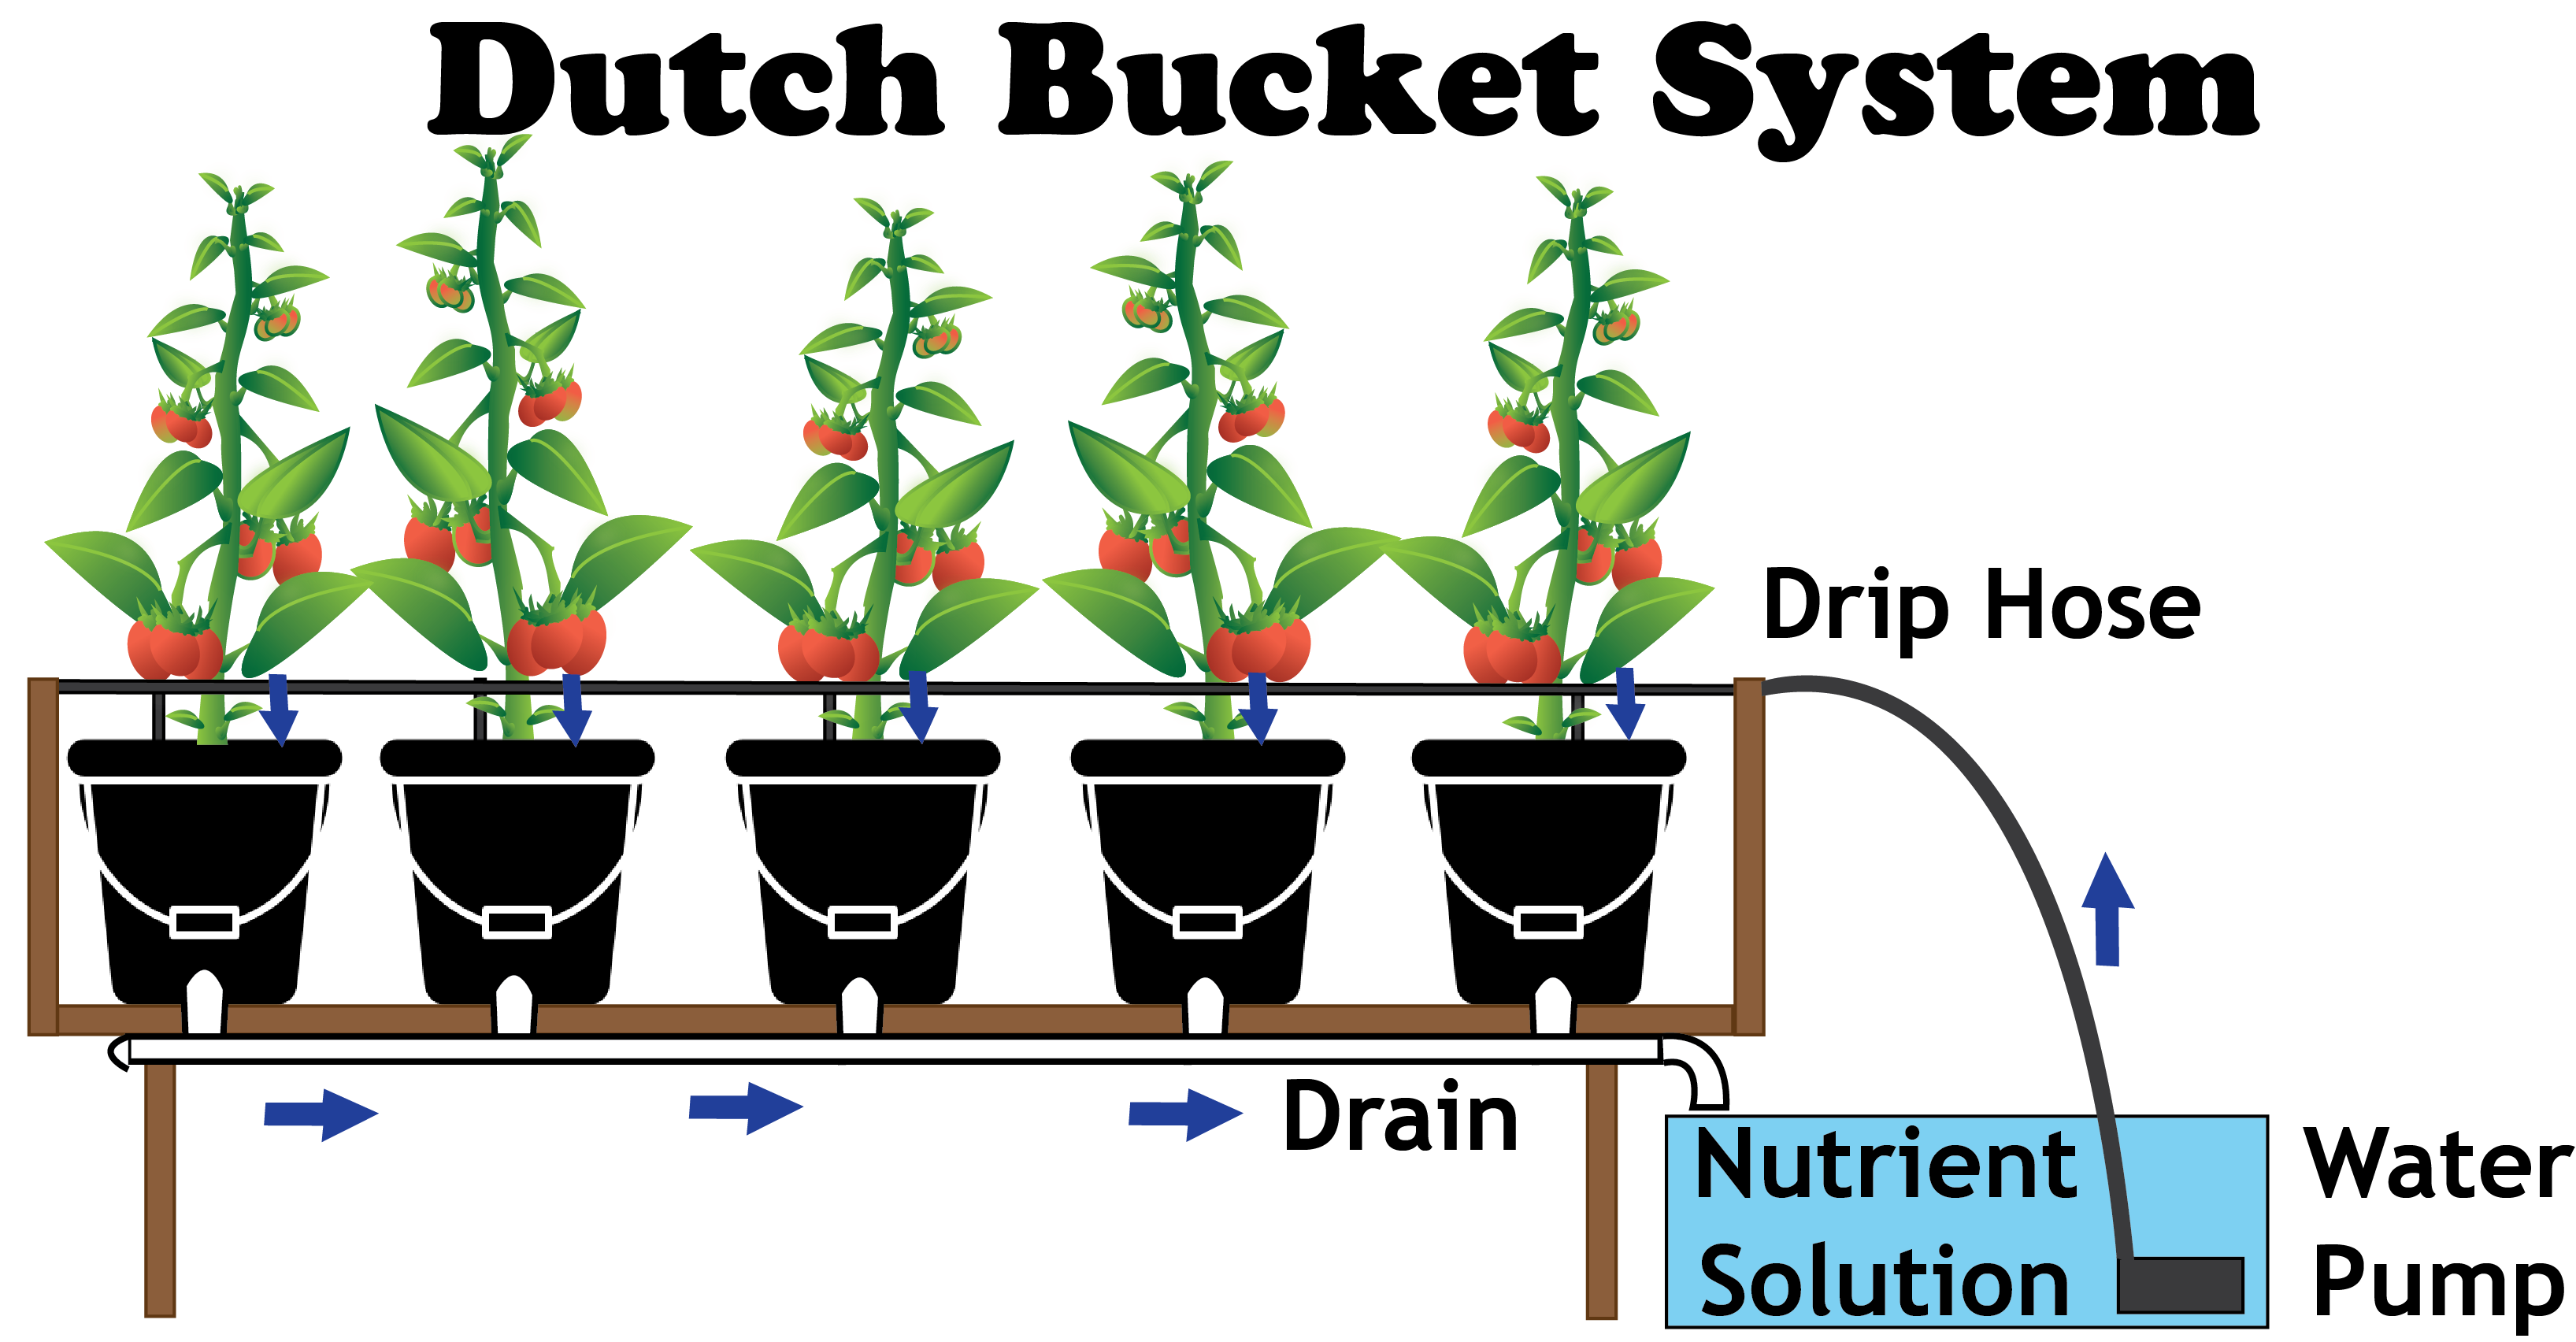 Dutch Bucket System
Drip Hose
Drain
Nutrient
Solution
Water
Pump